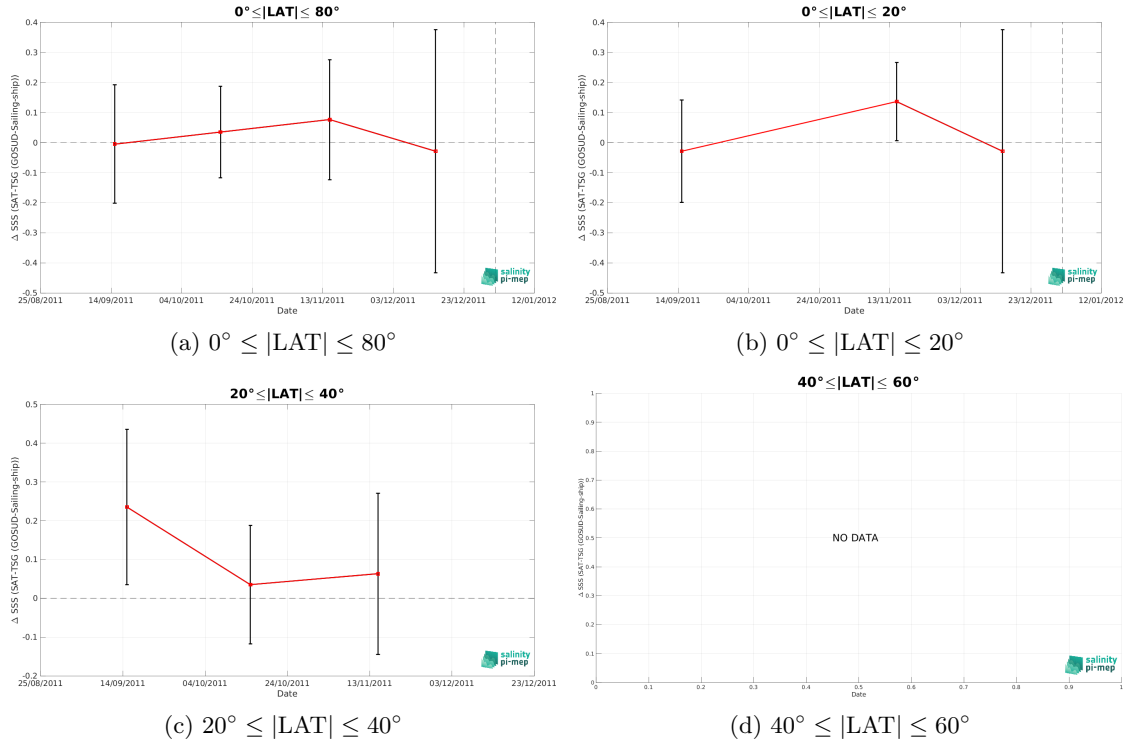 0°≤|LAT|≤ 80°
0.4
0.3
0.2
0.1
0
-0.1
-0.2
-0.3
-0.4
-0.5
Δ SSS (SAT-TSG (GOSUD-Sailing-ship))
25/08/2011 14/09/2011 04/10/2011 24/10/2011 13/11/2011 03/12/2011 23/12/2011 12/01/2012
Date
salinity
pi-mep
(a) 0° ≤ |LAT| ≤ 80°
0°≤|LAT|≤ 20°
0.4
0.3
0.2
0.1
0
-0.1
-0.2
-0.3
-0.4
-0.5
Δ SSS (SAT-TSG (GOSUD-Sailing-ship))
25/08/2011 14/09/2011 04/10/2011 24/10/2011 13/11/2011 03/12/2011 23/12/2011 12/01/2012
Date
salinity
pi-mep
(b) 0° ≤ |LAT| ≤ 20°
20°≤|LAT|≤ 40°
0.5
0.4
0.3
0.2
0.1
0
-0.1
-0.2
Δ SSS (SAT-TSG (GOSUD-Sailing-ship))
25/08/2011 14/09/2011 04/10/2011 24/10/2011 13/11/2011 03/12/2011 23/12/2011
Date
salinity
pi-mep
(c) 20° ≤ |LAT| ≤ 40°
40°≤|LAT|≤ 60°
1
0.9
0.8
0.7
0.6
0.5
0.4
0.3
0.2
0.1
0
Δ SSS (SAT-TSG (GOSUD-Sailing-ship))
NO DATA
0 0.1 0.2 0.3 0.4 0.5 0.6 0.7 0.8 0.9 1
Date
salinity
pi-mep
(d) 40° ≤ |LAT| ≤ 60°